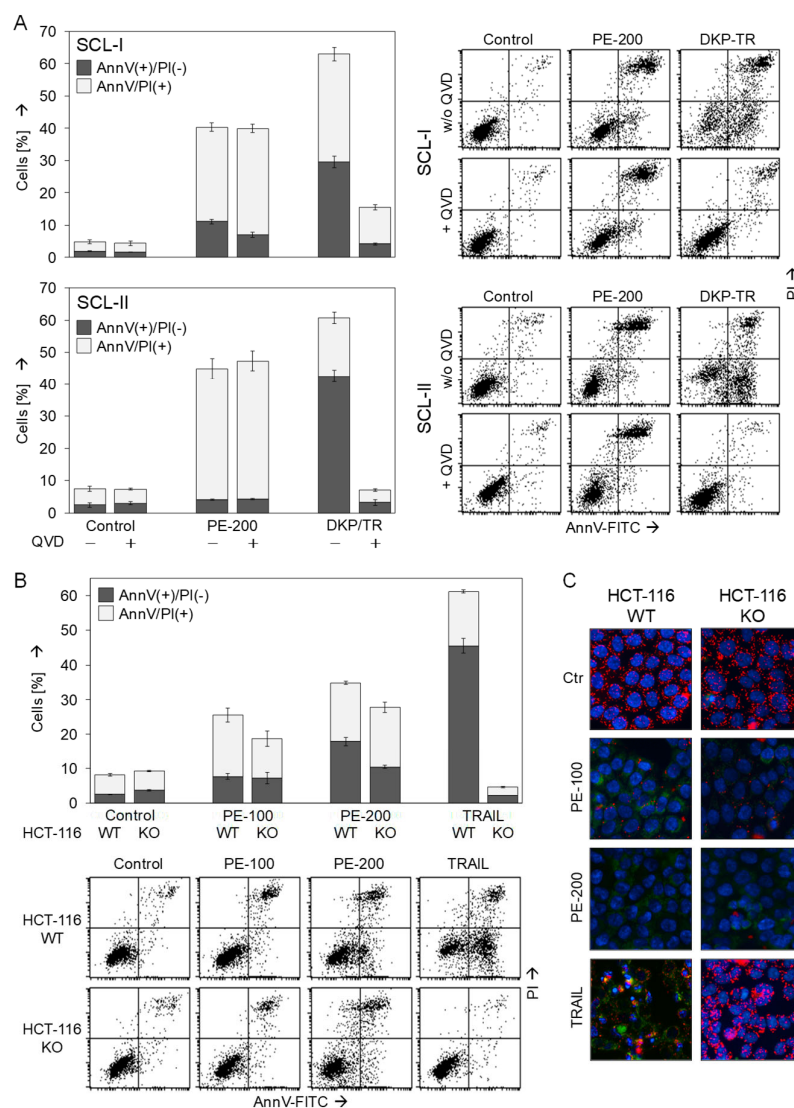 A
SCL-I
AnnV(+)/PI(-)
AnnV/PI(+)
Cells [%] →
70
60
50
40
30
20
10
0
SCL-II
AnnV(+)/PI(-)
AnnV/PI(+)
Cells [%] →
70
60
50
40
30
20
10
0
Control PE-200 DKP/TR
QVD – + – + – +
Control PE-200 DKP-TR
SCL-I
w/o QVD
+ QVD
PI →
Control PE-200 DKP-TR
SCL-II
w/o QVD
+ QVD
AnnV-FITC →
B
AnnV(+)/PI(-)
AnnV/PI(+)
Cells [%] →
60
50
40
30
20
10
0
Control PE-100 PE-200 TRAIL
HCT-116 WT KO WT KO WT KO WT KO
Control PE-100 PE-200 TRAIL
HCT-116
WT
HCT-116
KO
PI →
AnnV-FITC →
C
HCT-116 HCT-116
WT KO
Ctr
PE-100
PE-200
TRAIL